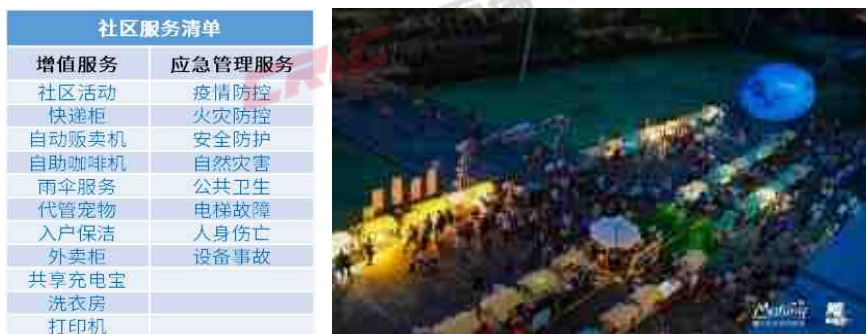 社区服务清单
增值服务 应急管理服务
社区活动 疫情防控
快递柜 火灾防控
自动贩卖机 安全防护
自助咖啡机 自然灾害
雨伞服务 公共卫生
代管宠物 电梯故障
入户保洁 人身伤亡
外卖柜 设备事故
共享充电宝
洗衣房
打印机
CRIC